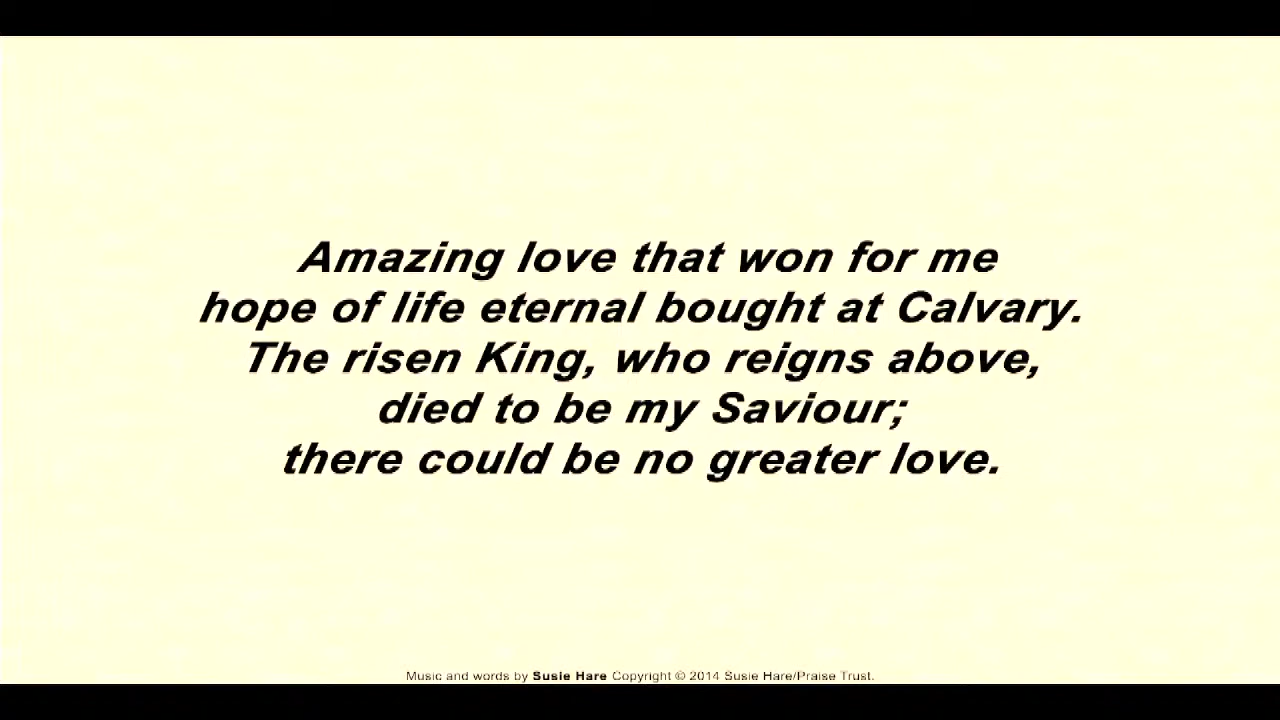 Amazing love that won for me
hope of life eternal bought at Calvary.
The risen King, who reigns above,
died to be my Saviour;
there could be no greater love.
Music and words by Susie Hare Copyright © 2014 Susie Hare/Praise Trust.